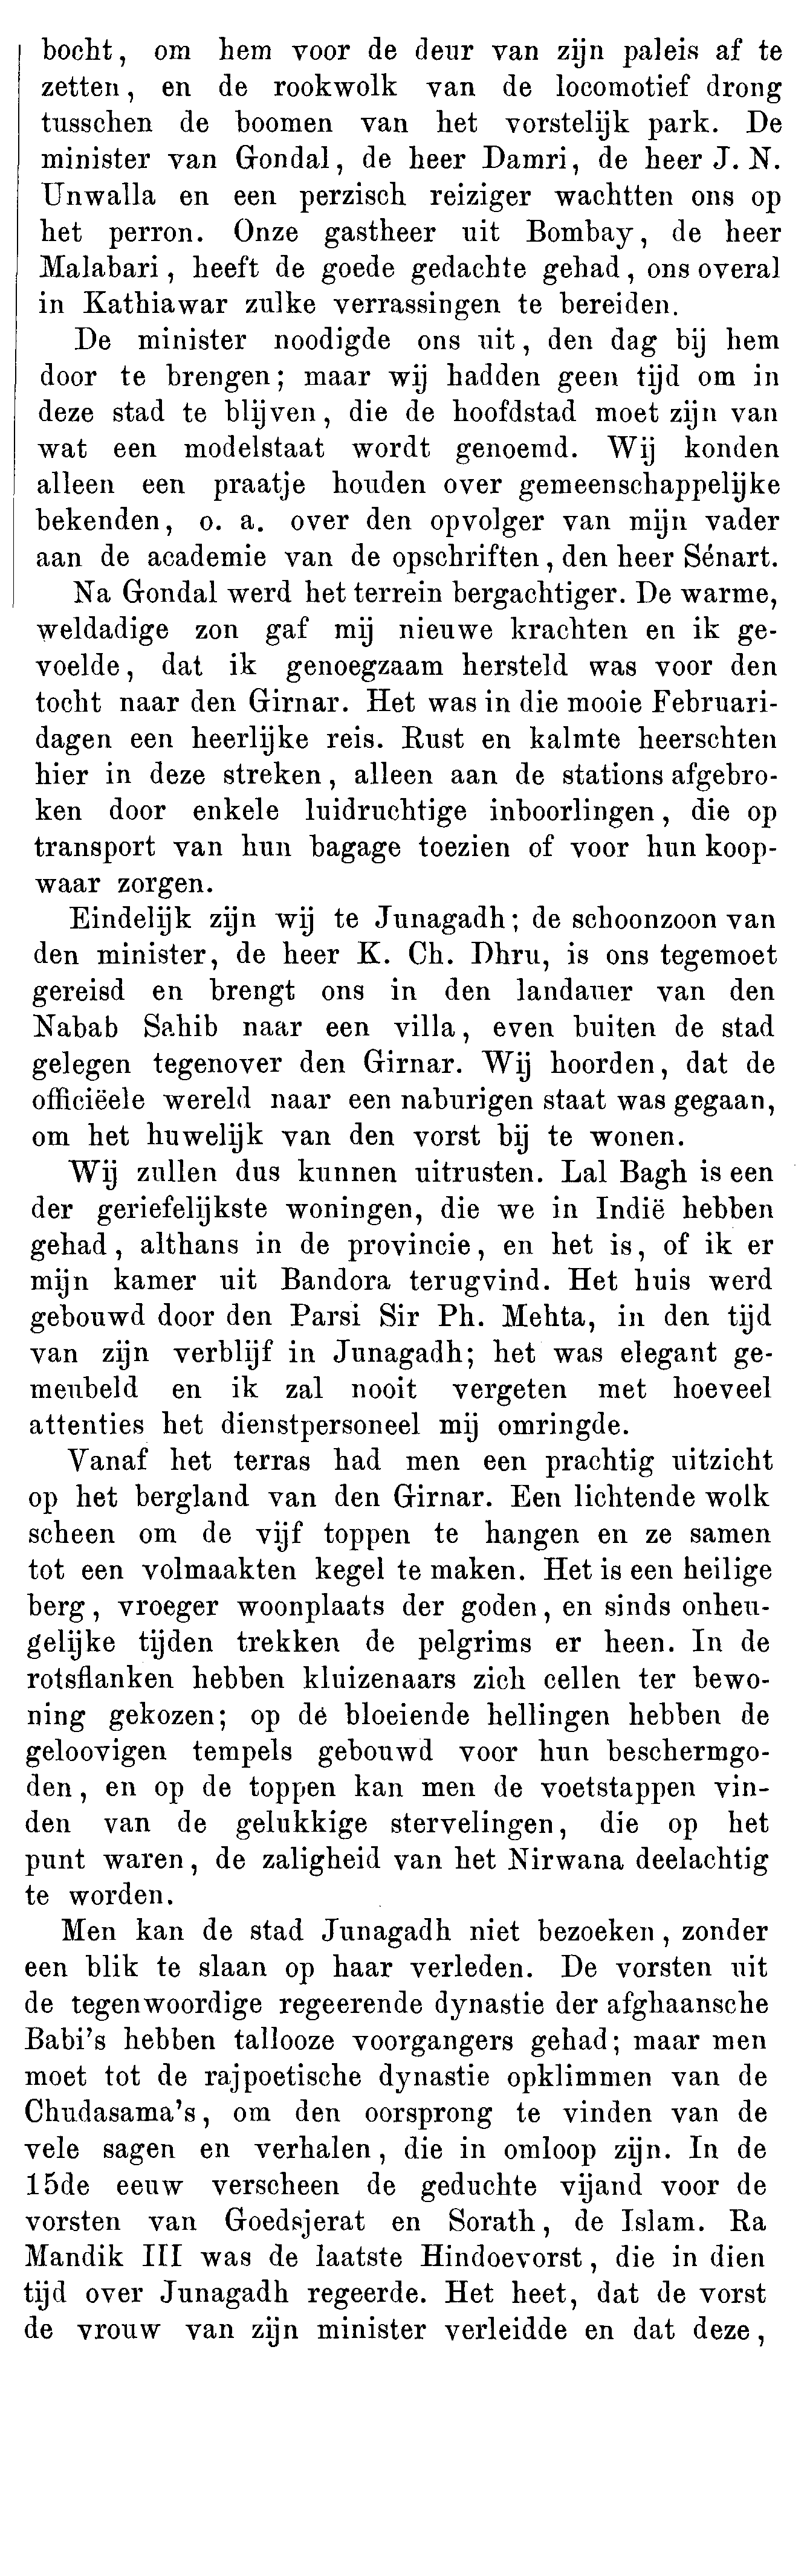 bocht, om hem voor de deur van zijn paleis af te
zetten, en de rookwolk van de locomotief drong
tusschen de boomen van het vorstelijk park. De
minister van Gondal, de heer Damri, de heer J. N.
Unwalla en een perzisch reiziger wachtten ons op
het perron. Onze gastheer uit Bombay, de heer
Malabari, heeft de goede gedachte gehad, ons overal
in Kathiawar zulke verrassingen te bereiden.
De minister noodigde ons uit, den dag bij hem
door te brengen; maar wij hadden geen tijd om in
deze stad te blijven, die de hoofdstad moet zijn van
wat een modelstaat wordt genoemd. Wij konden
alleen een praatje houden over gemeenschappelijke
bekenden, o. a. over den opvolger van mijn vader
aan de academie van de opschriften, den heer Sénart.
Na Gondal werd het terrein bergachtiger. De warme,
weldadige zon gaf mij nieuwe krachten en ik ge-
voelde, dat ik genoegzaam hersteld was voor den
tocht naar den Girnar. Het was in die mooie Februari-
dagen een heerlijke reis. Rust en kalmte heerschten
hier in deze streken, alleen aan de stations afgebro-
ken door enkele luidruchtige inboorlingen, die op
transport van hun bagage toezien of voor hun koop-
waar zorgen.
Eindelijk zijn wij te Junagadh; de schoonzoon van
den minister, de heer K. Ch. Dhru, is ons tegemoet
gereisd en brengt ons in den landauer van den
Nabab Sahib naar een villa, even buiten de stad
gelegen tegenover den Girnar. Wij hoorden, dat de
officiëele wereld naar een naburigen staat was gegaan,
om het huwelijk van den vorst bij te wonen.
Wij zullen dus kunnen uitrusten. Lal Bagh is een
der geriefelijkste woningen, die we in Indië hebben
gehad, althans in de provincie, en het is, of ik er
mijn kamer uit Bandora terugvind. Het huis werd
gebouwd door den Parsi Sir Ph. Mehta, in den tijd
van zijn verblijf in Junagadh; het was elegant ge-
meubeld en ik zal nooit vergeten met hoeveel
attenties het dienstpersoneel mij omringde.
Vanaf het terras had men een prachtig uitzicht
op het bergland van den Girnar. Een lichtende wolk
scheen om de vijf toppen te hangen en ze samen
tot een volmaakten kegel te maken. Het is een heilige
berg, vroeger woonplaats der goden, en sinds onheu-
gelijke tijden trekken de pelgrims er heen. In de
rotsflanken hebben kluizenaars zich cellen ter bewo-
ning gekozen; op de bloeiende hellingen hebben de
geloovigen tempels gebouwd voor hun beschermgo-
den, en op de toppen kan men de voetstappen vin-
den van de gelukkige stervelingen, die op het
punt waren, de zaligheid van het Nirwana deelachtig
te worden.
Men kan de stad Junagadh niet bezoeken, zonder
een blik te slaan op haar verleden. De vorsten uit
de tegenwoordige regeerende dynastie der afghaansche
Babi's hebben tallooze voorgangers gehad; maar men
moet tot de rajpoetische dynastie opklimmen van de
Chudasama's, om den oorsprong te vinden van de
vele sagen en verhalen, die in omloop zijn. In de
15de eeuw verscheen de geduchte vijand voor de
vorsten van Goedsjerat en Sorath, de Islam. Ra
Mandik III was de laatste Hindoevorst, die in dien
tijd over Junagadh regeerde. Het heet, dat de vorst
de vrouw van zijn minister verleidde en dat deze,